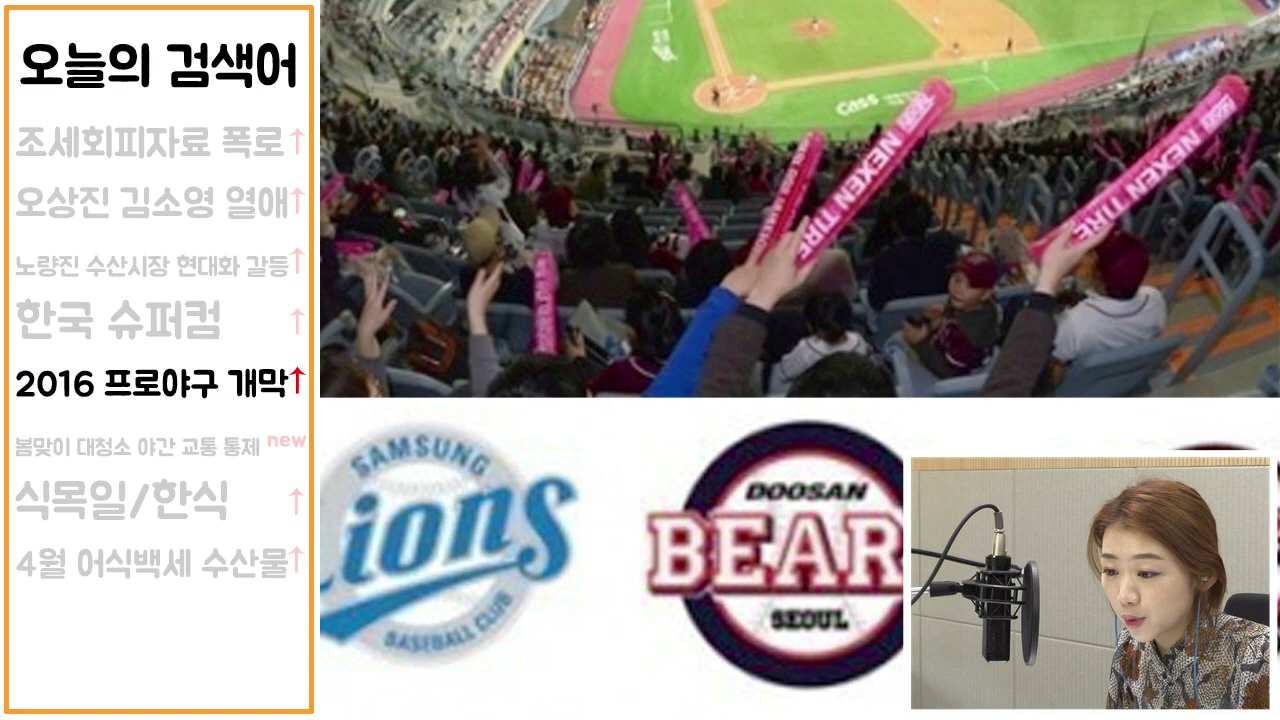 오늘의 검색어
조세회피자료 폭로↑
오상진 김소영 열애↑
노량진 수산시장 현대화 갈등↑
한국 슈퍼컴 ↑
2016 프로야구 개막↑
봄맞이 대청소 야간 교통 통제 new
식목일/한식 ↑
4월 어식백세 수산물↑
cass
NEXEN TIRE
NEXEN TIRE
SAMSUNG
Lions
BASEBALL CLUB
DOOSAN
BEAR
SEOUL